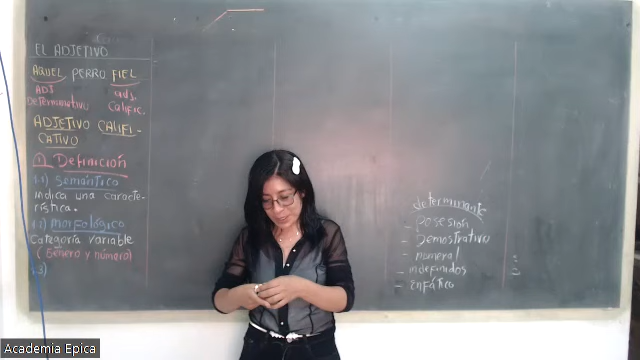 EL ADJETIVO
AQUEL PERRO FIEL
ADJ adj.
Determinativo Calific.
ADJETIVO CALIFI-
CATIVO
1. Definición
1.1) Semántico
indica una caracte-
rística.
1.2) Morfológico
Categoría variable
(Género y número)
1.3)
determinante
- Posesión
- Demostrativo
- numeral
- indefinidos
- Enfático
Academia Epica